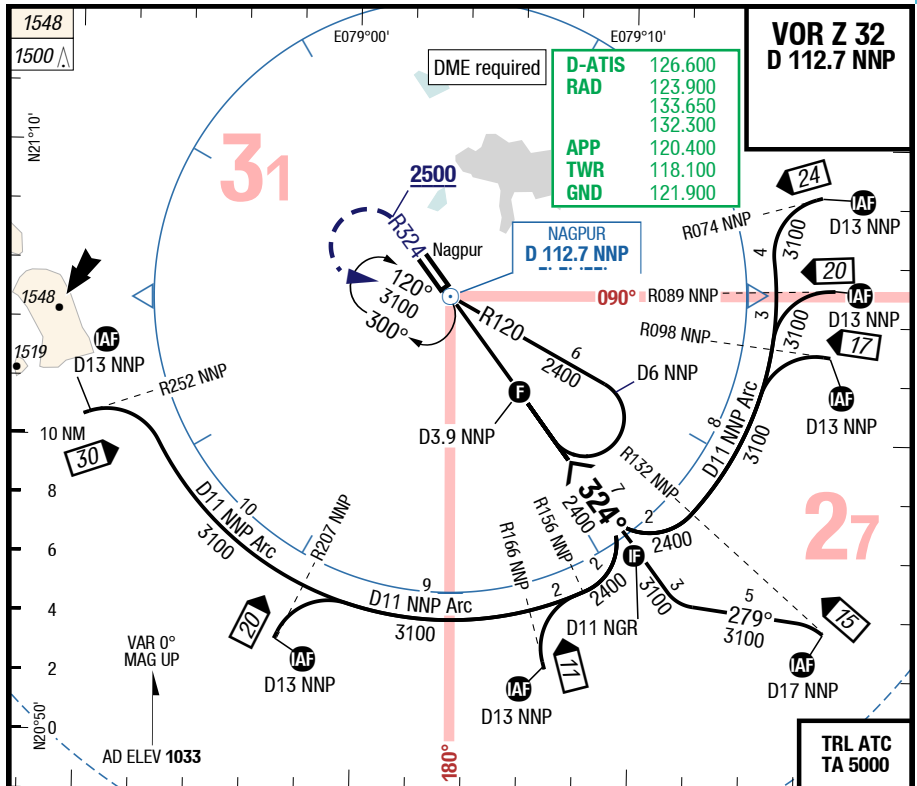 1548
1500
E079°00'
E079°10'
VOR Z 32
D 112.7 NNP
DME required
D-ATIS 126.600
RAD 123.900
133.650
132.300
APP 120.400
TWR 118.100
GND 121.900
N21°10'
31
2500
R324
Nagpur
NAGPUR
D 112.7 NNP
24
IAF
D13 NNP
R074 NNP
4
3100
120°
3100
300°
090°
R089 NNP
20
IAF
D13 NNP
3
3100
R098 NNP
17
IAF
D13 NNP
1548
1519
IAF
D13 NNP
R252 NNP
R120
6
2400
D6 NNP
F
D3.9 NNP
8
D11 NNP Arc
3100
10 NM
30
8
6
4
2
0
10
D11 NNP Arc
3100
R207 NNP
R132 NNP
7
324°
2400
R156 NNP
R166 NNP
2
2400
27
9
D11 NNP Arc
3100
2
2
2400
IF
D11 NGR
3
3100
5
279°
3100
15
IAF
D17 NNP
20
IAF
D13 NNP
11
IAF
D13 NNP
VAR 0°
MAG UP
AD ELEV 1033
N20°50'
180°
TRL ATC
TA 5000